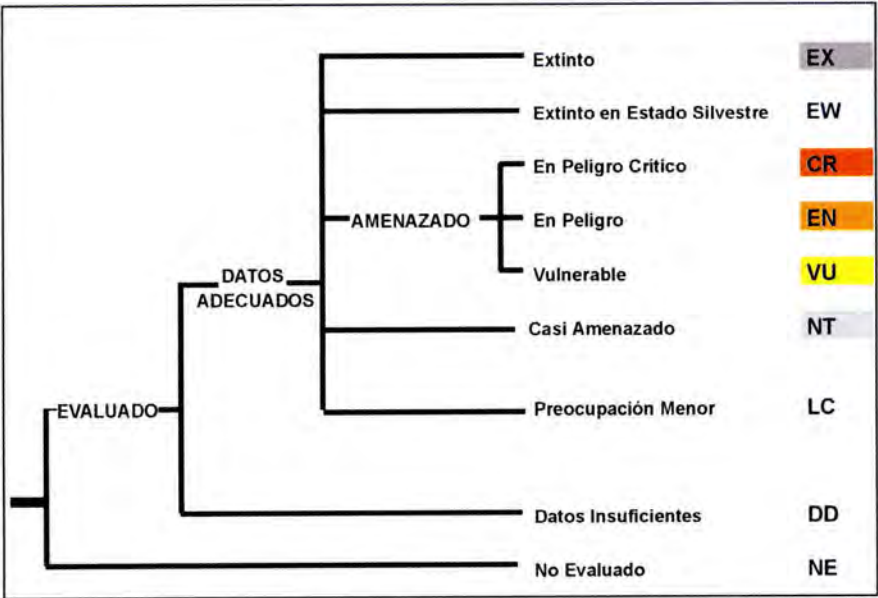 Extinto EX
Extinto en Estado Silvestre EW
En Peligro Critico CR
AMENAZADO En Peligro EN
Vulnerable VU
DATOS
ADECUADOS
Casi Amenazado NT
EVALUADO Preocupación Menor LC
Datos Insuficientes DD
No Evaluado NE